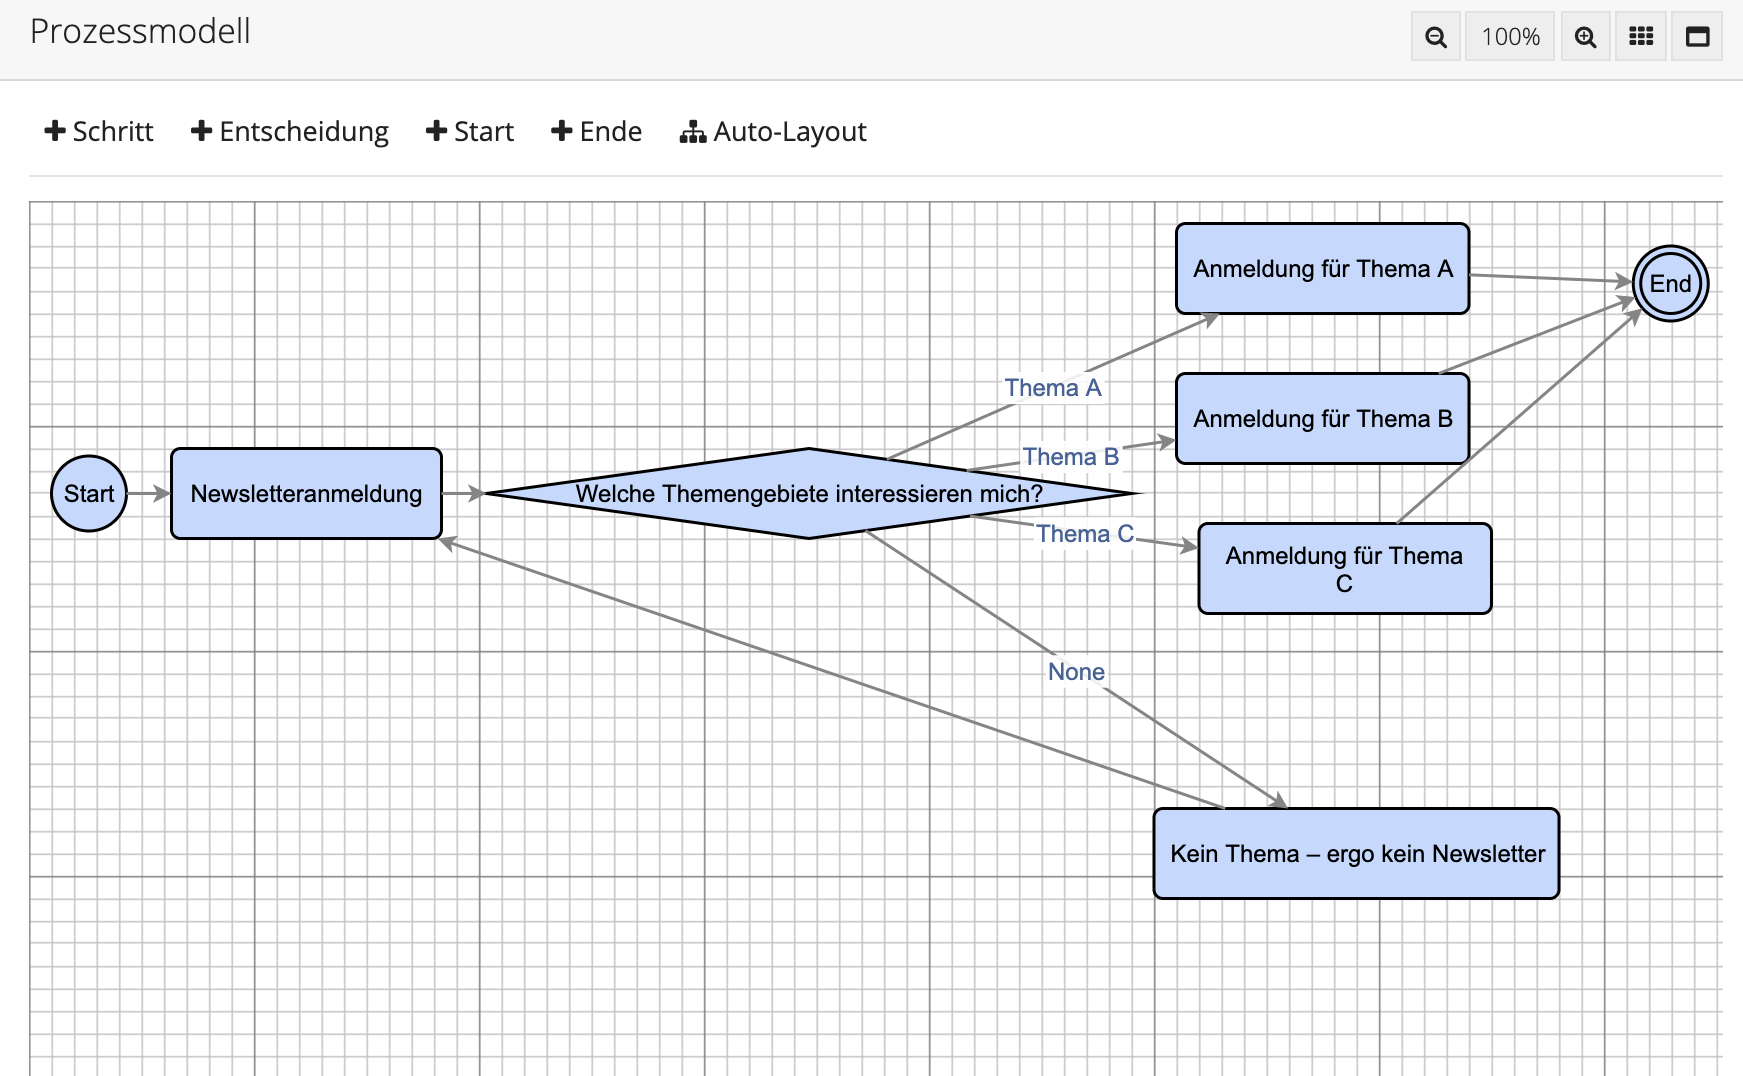 Prozessmodell
100%
Schritt
Entscheidung
Start
Ende
Auto-Layout
Anmeldung für Thema A
End
Thema A
Anmeldung für Thema B
Thema B
Start
Newsletteranmeldung
Welche Themengebiete interessieren mich?
Thema C
Anmeldung für Thema
C
None
Kein Thema – ergo kein Newsletter